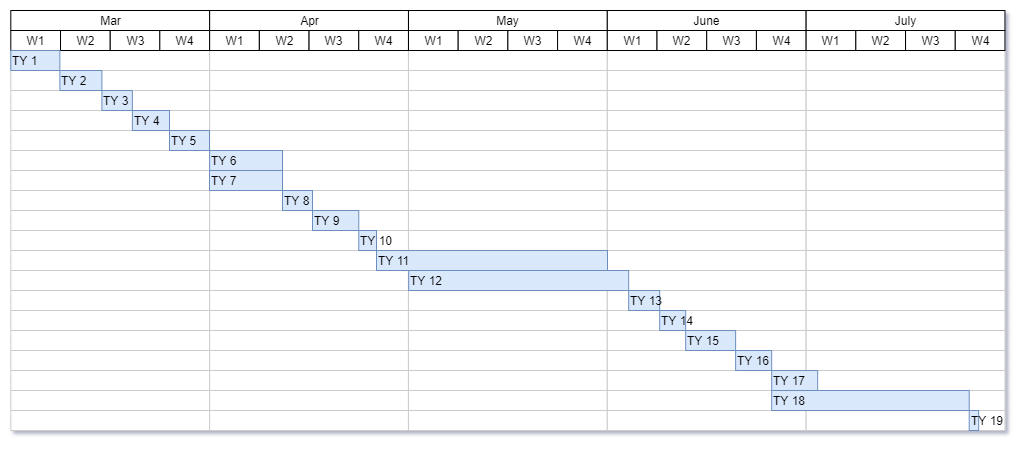 Mar Apr May June July
W1 W2 W3 W4 W1 W2 W3 W4 W1 W2 W3 W4 W1 W2 W3 W4 W1 W2 W3 W4
TY 1
TY 2
TY 3
TY 4
TY 5
TY 6
TY 7
TY 8
TY 9
TY 10
TY 11
TY 12
TY 13
TY 14
TY 15
TY 16
TY 17
TY 18
TY 19